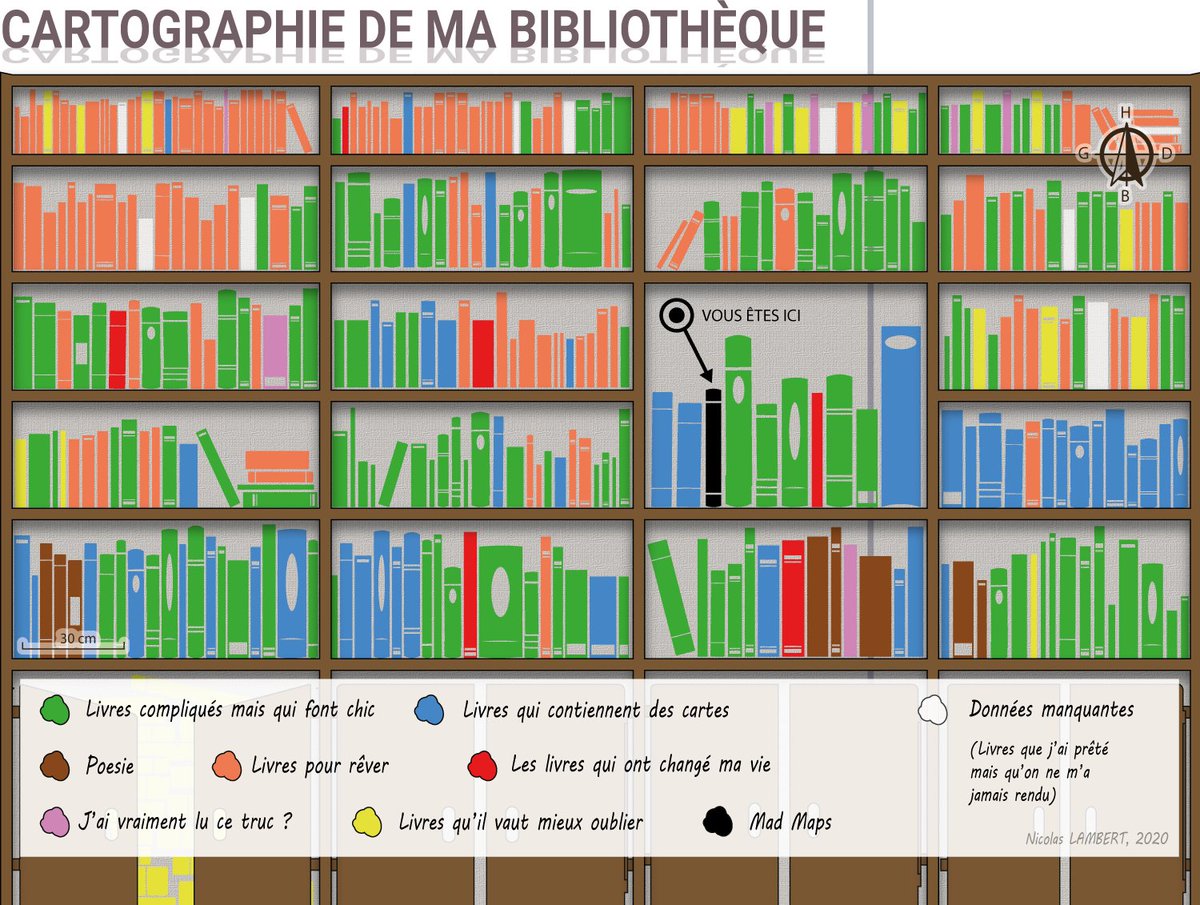 CARTOGRAPHIE DE MA BIBLIOTHÈQUE
H
G D
B
VOUS ÊTES ICI
30 cm
Livres compliqués mais qui font chic
Livres qui contiennent des cartes
Données manquantes
(Livres que j'ai prêté
mais qu'on ne m'a
jamais rendu)
Poesie
Livres pour rêver
Les livres qui ont changé ma vie
J'ai vraiment lu ce truc ?
Livres qu'il vaut mieux oublier
Mad Maps
Nicolas LAMBERT, 2020